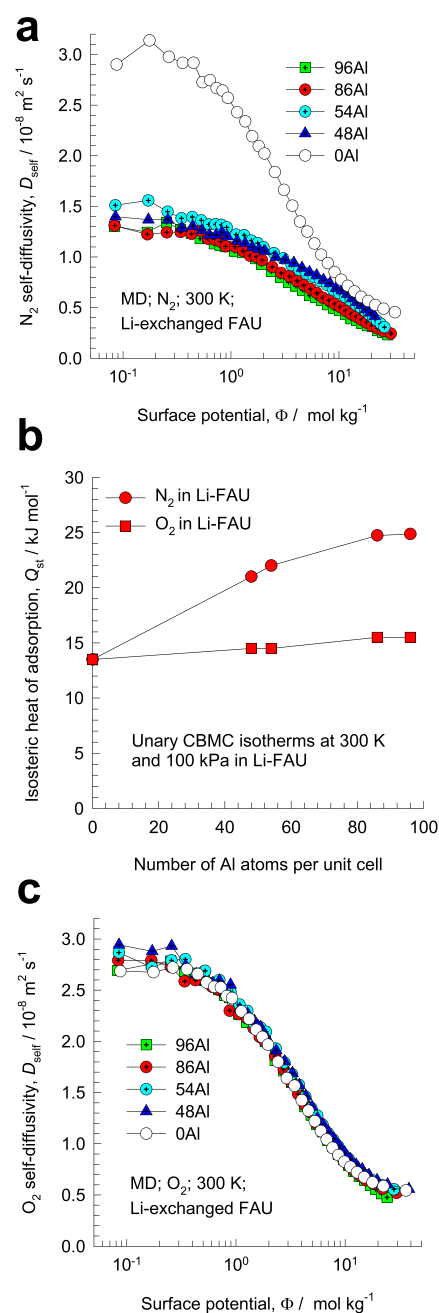 a
3.0
2.5
2.0
1.5
1.0
0.5
0.0
N2 self-diffusivity, Dself / 10-8 m2 s-1
96Al
86Al
54Al
48Al
0Al
MD; N2; 300 K;
Li-exchanged FAU
10-1 100 101
Surface potential, Φ / mol kg-1
b
30
25
20
15
10
5
0
Isosteric heat of adsorption, Qst / kJ mol-1
N2 in Li-FAU
O2 in Li-FAU
Unary CBMC isotherms at 300 K
and 100 kPa in Li-FAU
0 20 40 60 80 100
Number of Al atoms per unit cell
c
3.0
2.5
2.0
1.5
1.0
0.5
0.0
O2 self-diffusivity, Dself / 10-8 m2 s-1
96Al
86Al
54Al
48Al
0Al
MD; O2; 300 K;
Li-exchanged FAU
10-1 100 101
Surface potential, Φ / mol kg-1